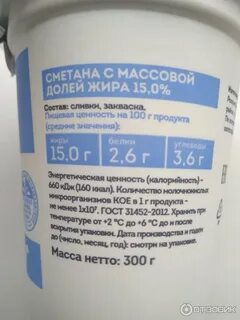 СМЕТАНА С МАССОВОЙ
ДОЛЕЙ ЖИРА 15.0%
Состав: сливки, закваска.
Пищевая ценность на 100 г продукта
(средние значения):
жиры белки углеводы
15,0 г 2,6 г 3,6 г
Энергетическая ценность (калорийность) -
660 кДж (160 ккал). Количество молочнокислых
микроорганизмов КОЕ в 1 г продукта -
не менее 1х10⁷. ГОСТ 31452-2012. Хранить при
температуре от +2 °С до +6 °С до и после
вскрытия упаковки. Дата производства и годен
до (число, месяц, год): смотри на упаковке.
Масса нетто: 300 г
ОТЗОВИК